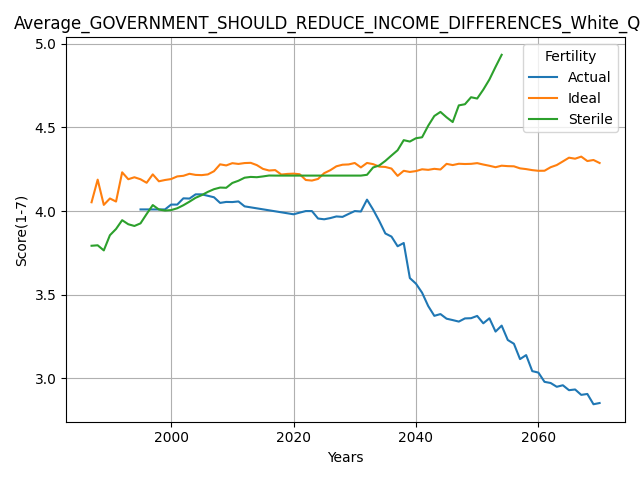 Average_GOVERNMENT_SHOULD_REDUCE_INCOME_DIFFERENCES_White_Q
Fertility
Actual
Ideal
Sterile
Score(1-7)
5.0
4.5
4.0
3.5
3.0
2000 2020 2040 2060
Years